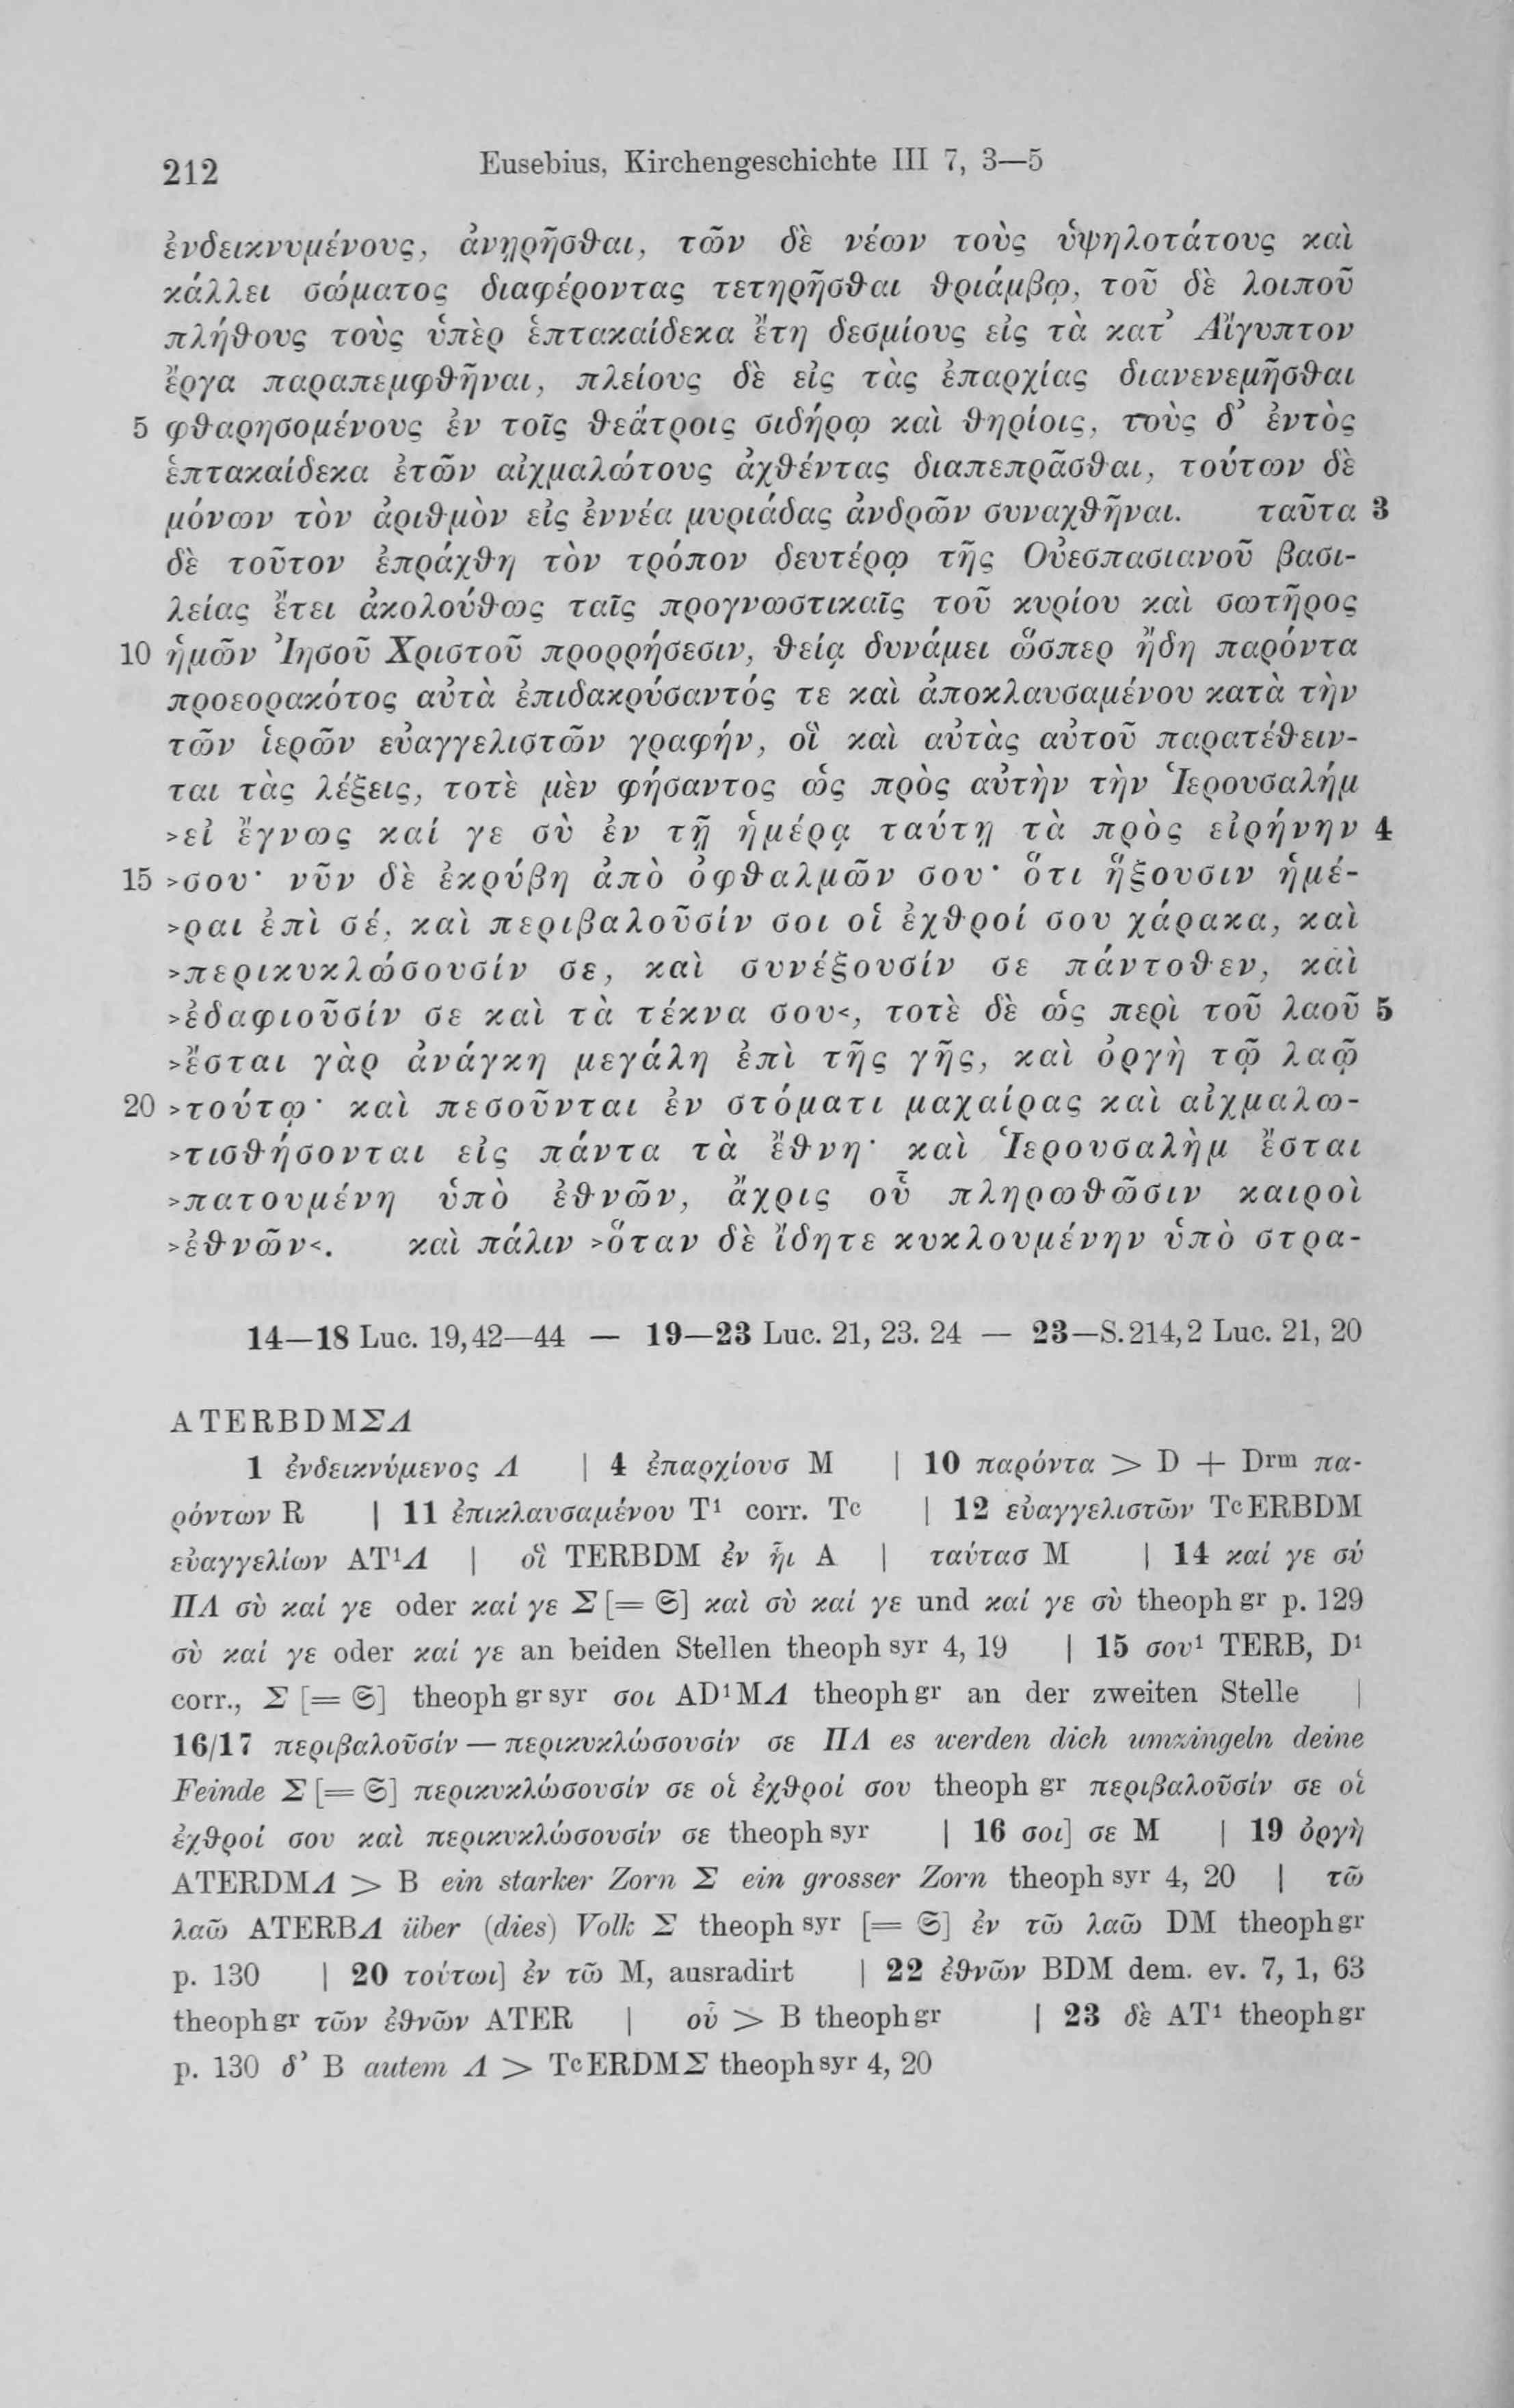 212 Eusebius, Kirchengeschichte III 7, 3—5
ἐνδεικνυμένους, ἀνῃρῆσθαι, τῶν δὲ νέων τοὺς ὑψηλοτάτους καὶ
κάλλει σώματος διαφέροντας τετηρῆσθαι θριάμβῳ, τοῦ δὲ λοιποῦ
πλήθους τοὺς ὑπὲρ ἑπτακαίδεκα ἔτη δεσμίους εἰς τὰ κατ’ Αἴγυπτον
ἔργα παραπεμφθῆναι, πλείους δὲ εἰς τὰς ἐπαρχίας διανενεμῆσθαι
5 φθαρησομένους ἐν τοῖς θεάτροις σιδήρῳ καὶ θηρίοις, τοὺς δ’ ἐντὸς
ἑπτακαίδεκα ἐτῶν αἰχμαλώτους ἀχθέντας διαπεπρᾶσθαι, τούτων δὲ
μόνων τὸν ἀριθμὸν εἰς ἐννέα μυριάδας ἀνδρῶν συναχθῆναι. ταῦτα 3
δὲ τοῦτον ἐπράχθη τὸν τρόπον δευτέρῳ τῆς Οὐεσπασιανοῦ βασι-
λείας ἔτει ἀκολούθως ταῖς προγνωστικαῖς τοῦ κυρίου καὶ σωτῆρος
10 ἡμῶν Ἰησοῦ Χριστοῦ προρρήσεσιν, θείᾳ δυνάμει ὥσπερ ἤδη παρόντα
προεορακότος αὐτὰ ἐπιδακρύσαντός τε καὶ ἀποκλαυσαμένου κατὰ τὴν
τῶν ἱερῶν εὐαγγελιστῶν γραφήν, οἳ καὶ αὐτὰς αὐτοῦ παρατέθειν-
ται τὰς λέξεις, τοτὲ μὲν φήσαντος ὡς πρὸς αὐτὴν τὴν Ἱερουσαλήμ
>εἰ ἔγνως καί γε σὺ ἐν τῇ ἡμέρᾳ ταύτῃ τὰ πρὸς εἰρήνην 4
15 >σου· νῦν δὲ ἐκρύβη ἀπὸ ὀφθαλμῶν σου· ὅτι ἥξουσιν ἡμέ-
>ραι ἐπὶ σέ, καὶ περιβαλοῦσίν σοι οἱ ἐχθροί σου χάρακα, καὶ
>περικυκλώσουσίν σε, καὶ συνέξουσίν σε πάντοθεν, καὶ
>ἐδαφιοῦσίν σε καὶ τὰ τέκνα σου<, τοτὲ δὲ ὡς περὶ τοῦ λαοῦ 5
>ἔσται γὰρ ἀνάγκη μεγάλη ἐπὶ τῆς γῆς, καὶ ὀργὴ τῷ λαῷ
20 >τούτῳ· καὶ πεσοῦνται ἐν στόματι μαχαίρας καὶ αἰχμαλω-
>τισθήσονται εἰς πάντα τὰ ἔθνη· καὶ Ἱερουσαλὴμ ἔσται
>πατουμένη ὑπὸ ἐθνῶν, ἄχρις οὗ πληρωθῶσιν καιροὶ
>ἐθνῶν<. καὶ πάλιν >ὅταν δὲ ἴδητε κυκλουμένην ὑπὸ στρα-
14—18 Luc. 19,42—44 — 19—23 Luc. 21, 23. 24 — 23—S. 214,2 Luc. 21, 20
ATERBDMΣΛ
1 ἐνδεικνύμενος Λ | 4 ἐπαρχίουσ M | 10 παρόντα > D + Drm πα-
ρόντων R | 11 ἐπικλαυσαμένου T¹ corr. Tc | 12 εὐαγγελιστῶν TcERBDM
εὐαγγελίων AT¹Λ | οἳ TERBDM ἐν ἧι A | ταύτασ M | 14 καί γε σύ
ΠΛ σὺ καί γε oder καί γε Σ [= 𝔖] καὶ σὺ καί γε und καί γε σὺ theoph gr p. 129
σὺ καί γε oder καί γε an beiden Stellen theoph syr 4, 19 | 15 σου¹ TERB, D¹
corr., Σ [= 𝔖] theoph gr syr σοι AD¹MΛ theoph gr an der zweiten Stelle |
16/17 περιβαλοῦσίν — περικυκλώσουσίν σε ΠΛ es werden dich umzingeln deine
Feinde Σ [= 𝔖] περικυκλώσουσίν σε οἱ ἐχθροί σου theoph gr περιβαλοῦσίν σε οἱ
ἐχθροί σου καὶ περικυκλώσουσίν σε theoph syr | 16 σοι] σε M | 19 ὀργὴ
ATERDMΛ > B ein starker Zorn Σ ein grosser Zorn theoph syr 4, 20 | τῶ
λαῶ ATERBΛ über (dies) Volk Σ theoph syr [= 𝔖] ἐν τῶ λαῶ DM theoph gr
p. 130 | 20 τούτωι] ἐν τῶ M, ausradirt | 22 ἐθνῶν BDM dem. ev. 7, 1, 63
theoph gr τῶν ἐθνῶν ATER | οὗ > B theoph gr | 23 δὲ AT¹ theoph gr
p. 130 δ’ B autem Λ > TcERDMΣ theoph syr 4, 20